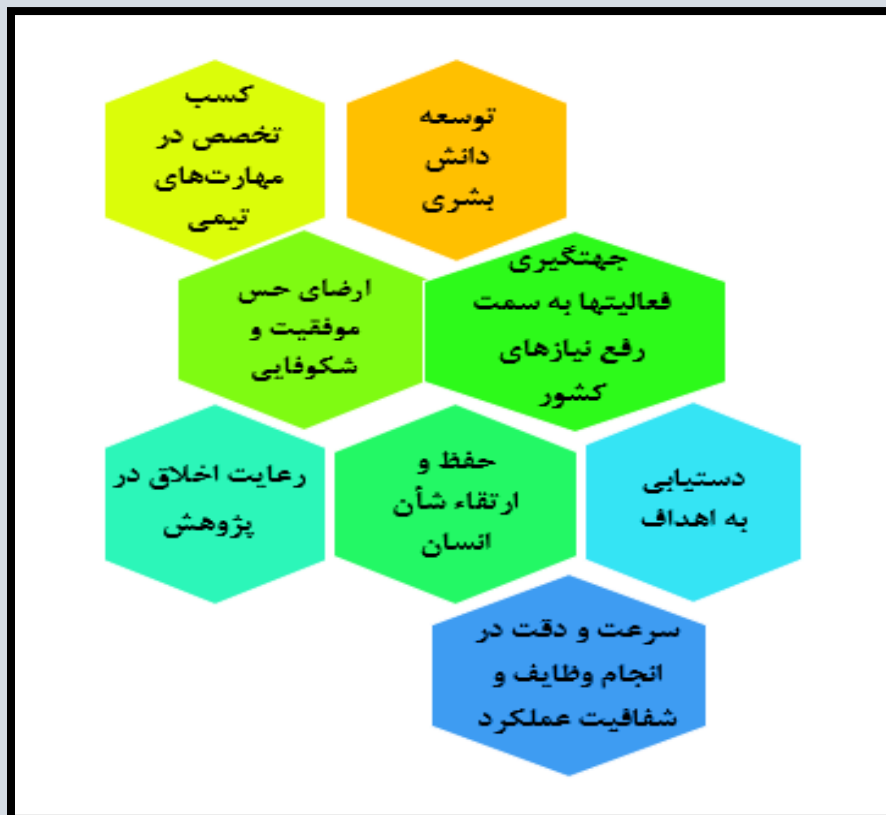 توسعه
دانش
بشری
کسب
تخصص در
مهارت‌های
تیمی
جهتگیری
فعالیتها به سمت
رفع نیازهای
کشور
ارضای حس
موفقیت و
شکوفایی
دستیابی
به اهداف
حفظ و
ارتقاء شأن
انسان
رعایت اخلاق در
پژوهش
سرعت و دقت در
انجام وظایف و
شفافیت عملکرد